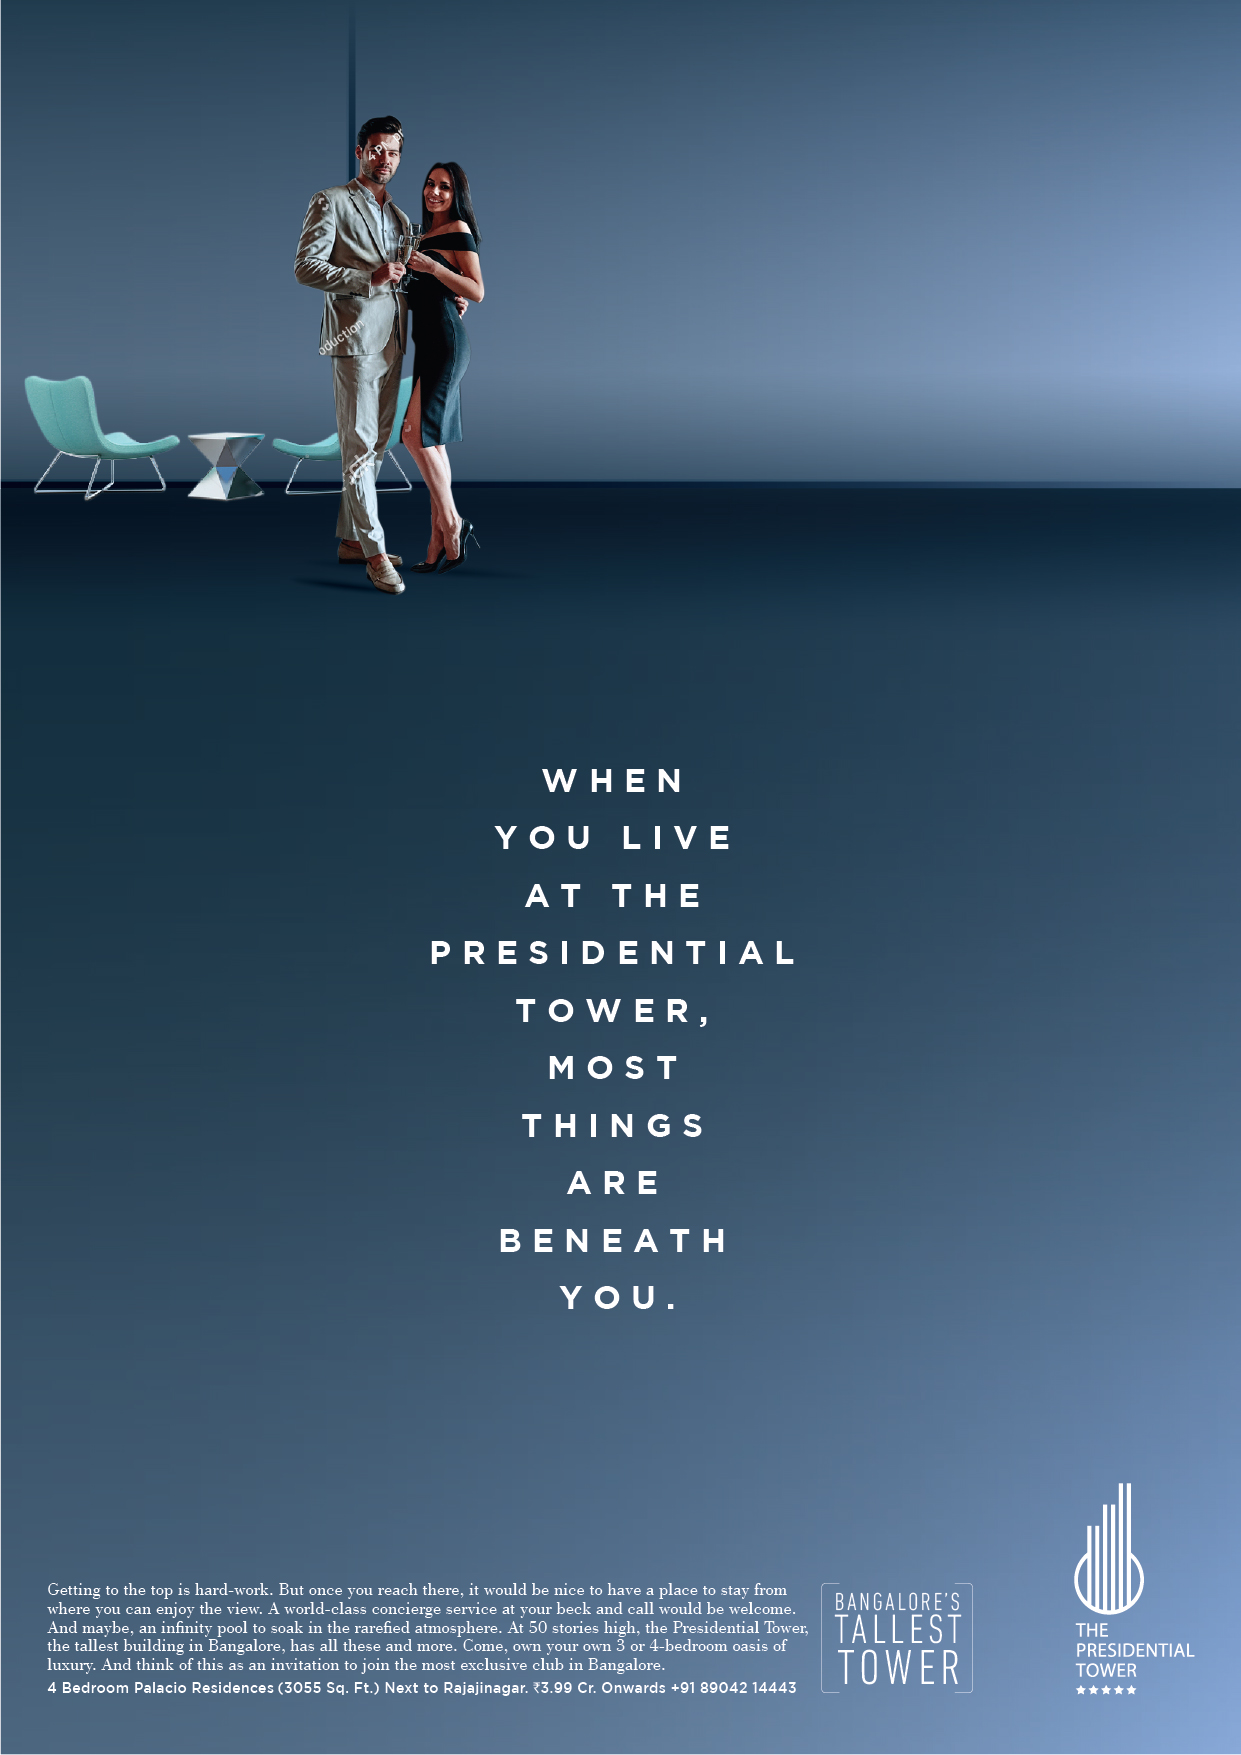 oduction
WHEN
YOU LIVE
AT THE
PRESIDENTIAL
TOWER,
MOST
THINGS
ARE
BENEATH
YOU.
Getting to the top is hard-work. But once you reach there, it would be nice to have a place to stay from
where you can enjoy the view. A world-class concierge service at your beck and call would be welcome.
And maybe, an infinity pool to soak in the rarefied atmosphere. At 50 stories high, the Presidential Tower,
the tallest building in Bangalore, has all these and more. Come, own your own 3 or 4-bedroom oasis of
luxury. And think of this as an invitation to join the most exclusive club in Bangalore.
4 Bedroom Palacio Residences (3055 Sq. Ft.) Next to Rajajinagar. ₹3.99 Cr. Onwards +91 89042 14443
BANGALORE'S
TALLEST
TOWER
THE
PRESIDENTIAL
TOWER